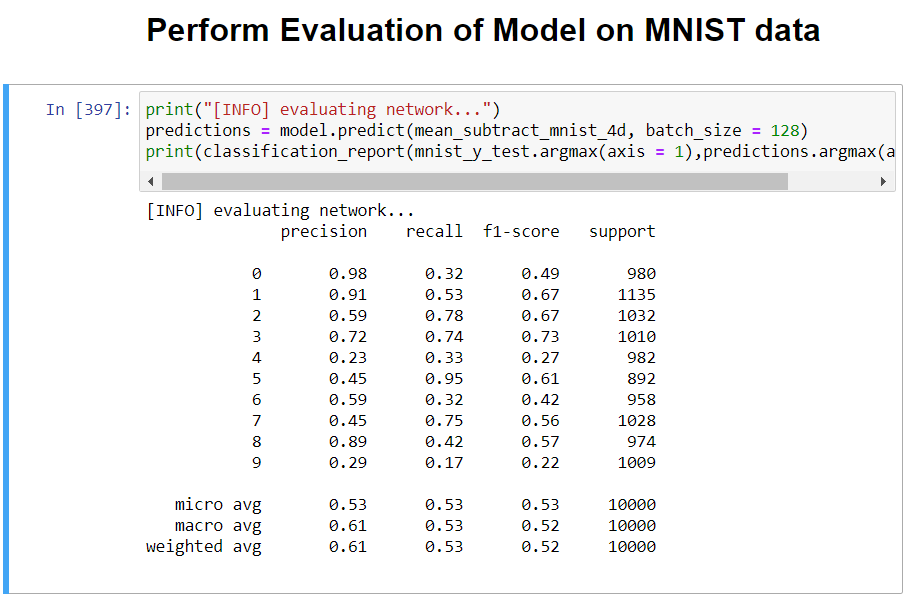 Perform Evaluation of Model on MNIST data
In [397]: print("[INFO] evaluating network...")
predictions = model.predict(mean_subtract_mnist_4d, batch_size = 128)
print(classification_report(mnist_y_test.argmax(axis = 1),predictions.argmax(a
[INFO] evaluating network...
precision recall f1-score support
0 0.98 0.32 0.49 980
1 0.91 0.53 0.67 1135
2 0.59 0.78 0.67 1032
3 0.72 0.74 0.73 1010
4 0.23 0.33 0.27 982
5 0.45 0.95 0.61 892
6 0.59 0.32 0.42 958
7 0.45 0.75 0.56 1028
8 0.89 0.42 0.57 974
9 0.29 0.17 0.22 1009
micro avg 0.53 0.53 0.53 10000
macro avg 0.61 0.53 0.52 10000
weighted avg 0.61 0.53 0.52 10000